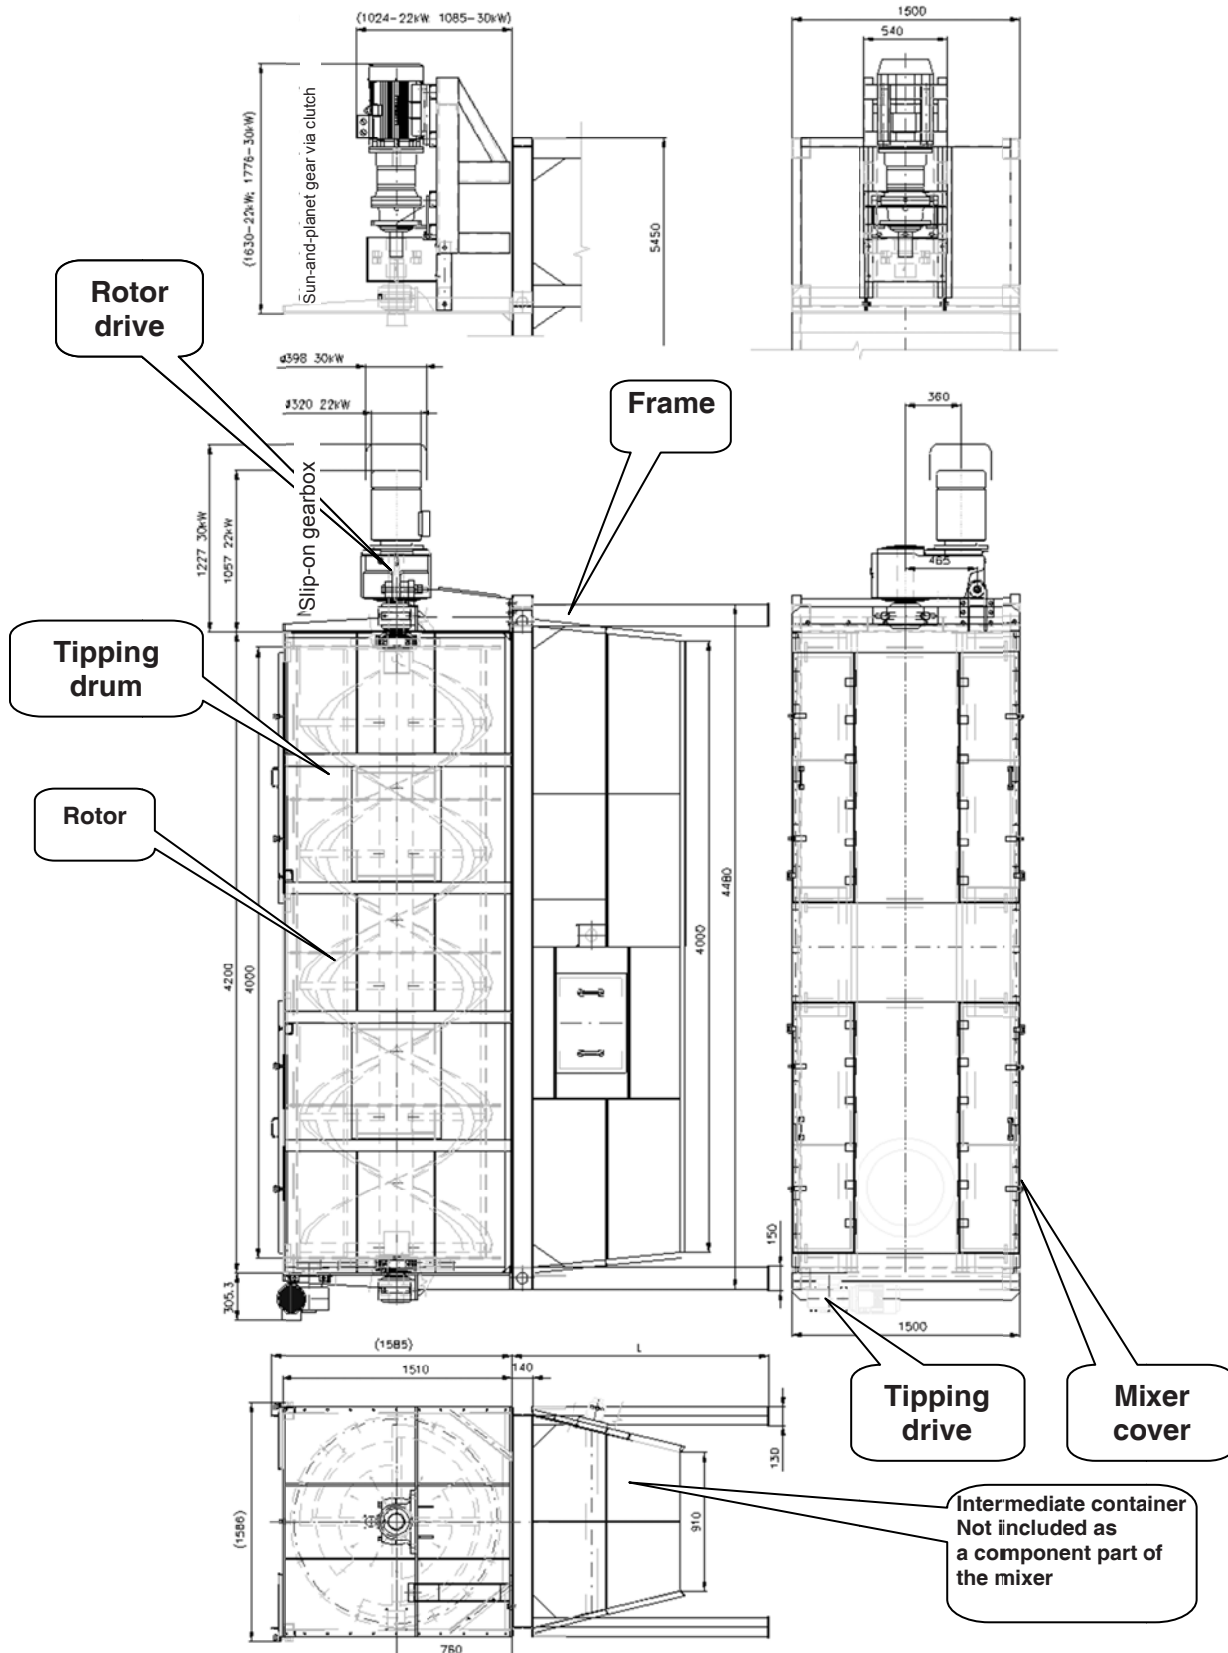 (1024-22kW: 1085-30kW)
1500
540
(1630-22kW; 1776-30kW)
Sun-and-planet gear via clutch
5450
Rotor
drive
ø398 30kW
ø320 22kW
Frame
360
1227 30kW
1057 22kW
Slip-on gearbox
465
Tipping
drum
Rotor
4200
4000
4480
4000
150
305,3
1500
(1585)
L
1510
140
Tipping
drive
Mixer
cover
130
(1586)
910
Intermediate container
Not included as
a component part of
the mixer
760